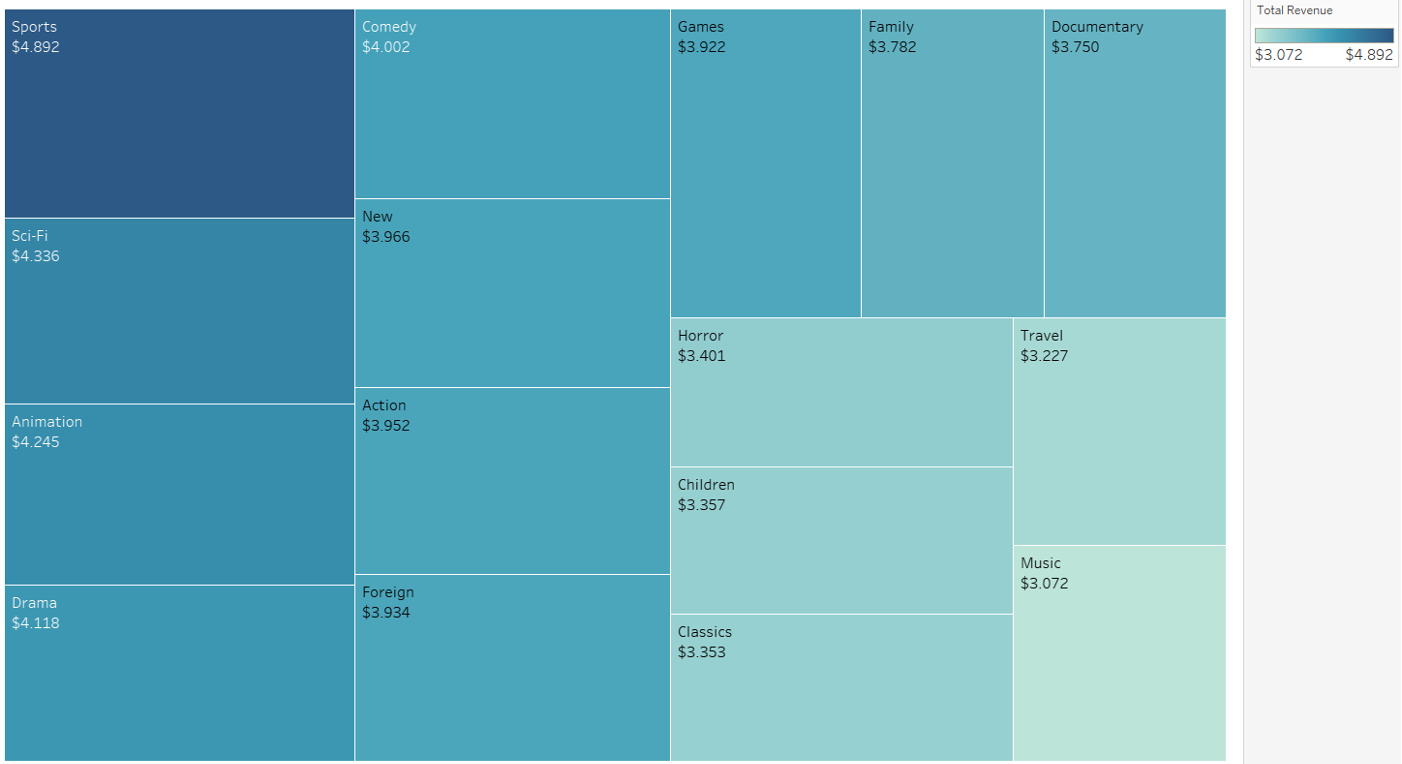 Sports
$4.892
Sci-Fi
$4.336
Animation
$4.245
Drama
$4.118
Comedy
$4.002
New
$3.966
Action
$3.952
Foreign
$3.934
Games
$3.922
Family
$3.782
Documentary
$3.750
Horror
$3.401
Children
$3.357
Classics
$3.353
Travel
$3.227
Music
$3.072
Total Revenue
$3.072 $4.892